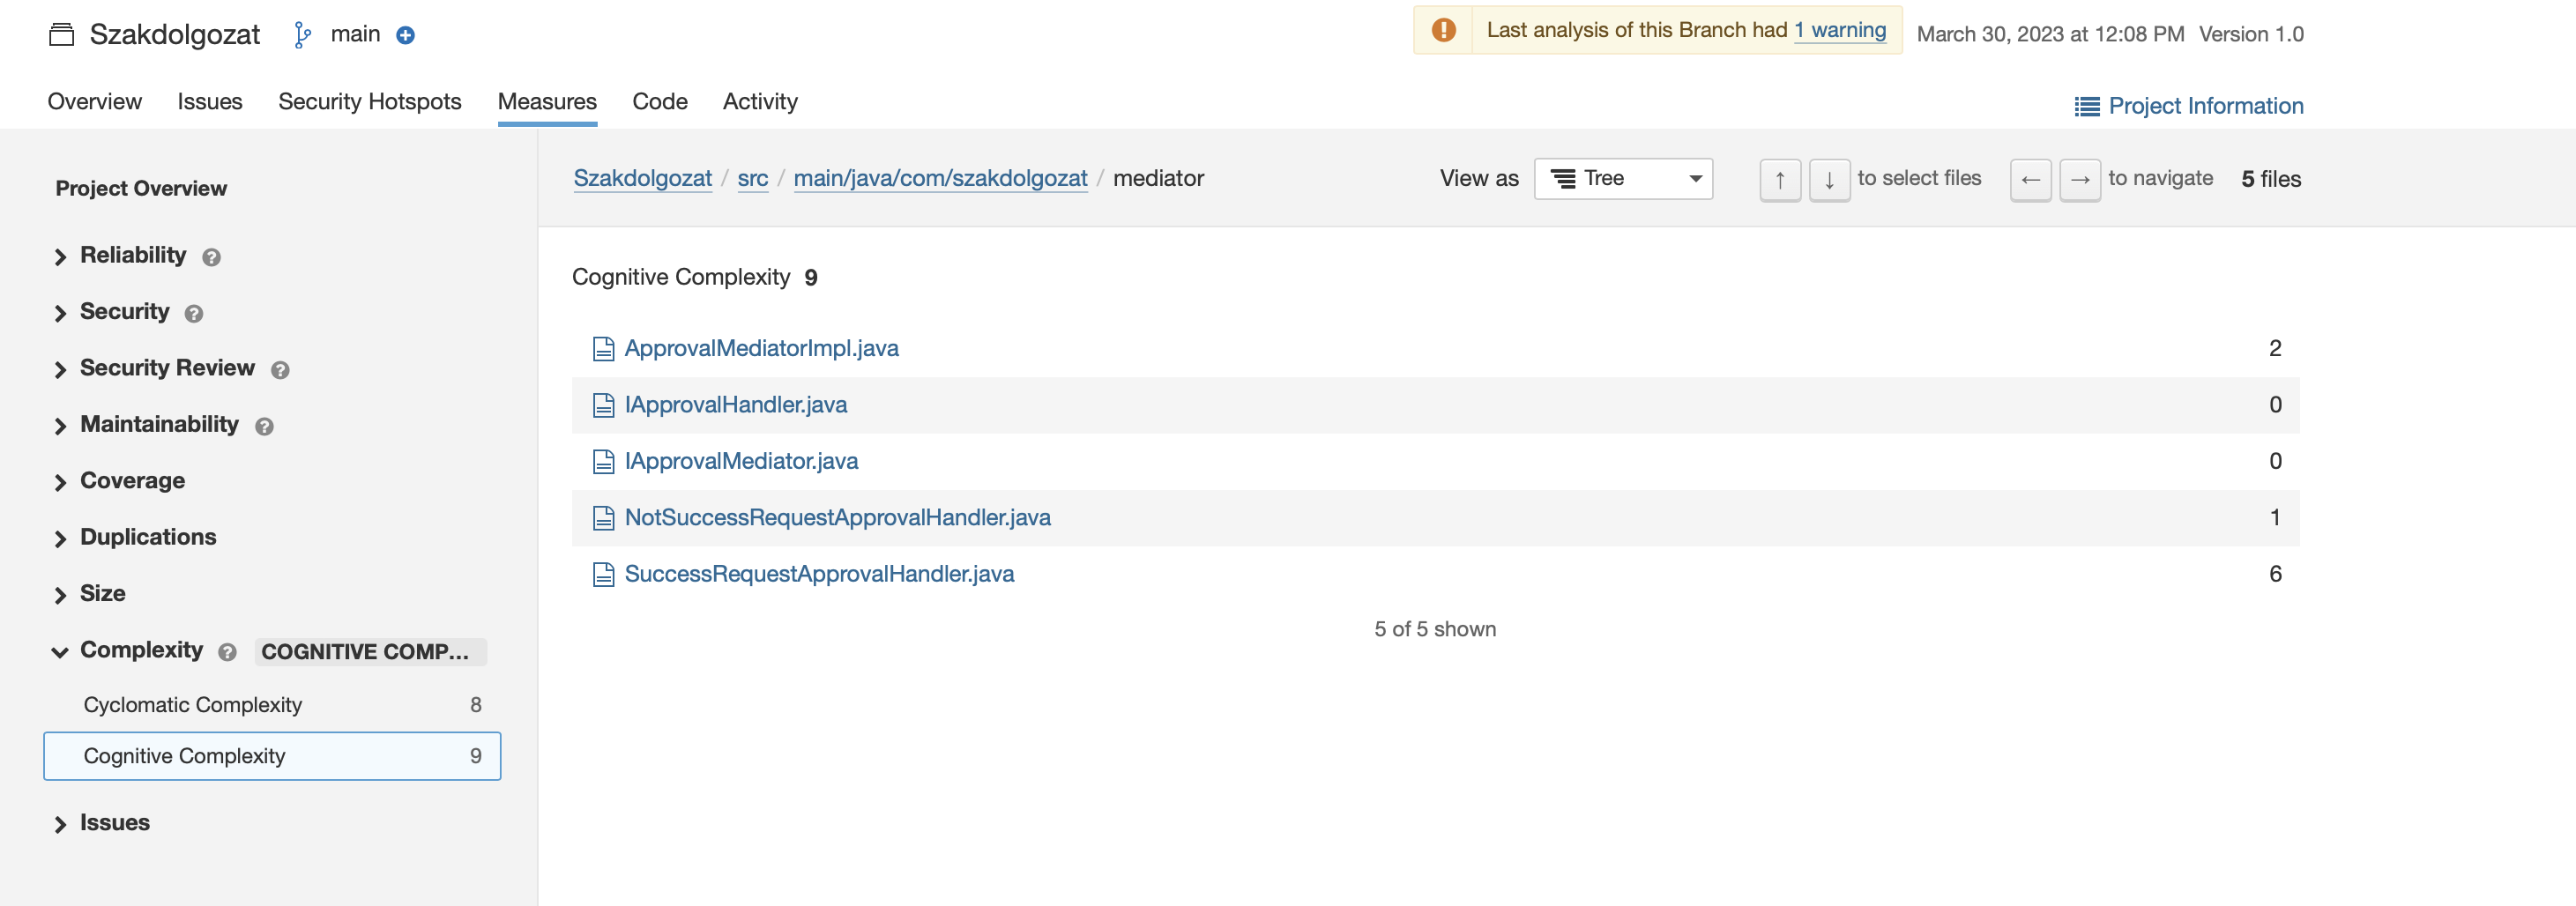 Szakdolgozat main
Last analysis of this Branch had 1 warning March 30, 2023 at 12:08 PM Version 1.0
Overview Issues Security Hotspots Measures Code Activity
Project Information
Project Overview
Reliability
Security
Security Review
Maintainability
Coverage
Duplications
Size
Complexity COGNITIVE COMP...
Cyclomatic Complexity 8
Cognitive Complexity 9
Issues
Szakdolgozat / src / main/java/com/szakdolgozat / mediator
View as Tree ↑ ↓ to select files ← → to navigate 5 files
Cognitive Complexity 9
ApprovalMediatorImpl.java 2
IApprovalHandler.java 0
IApprovalMediator.java 0
NotSuccessRequestApprovalHandler.java 1
SuccessRequestApprovalHandler.java 6
5 of 5 shown